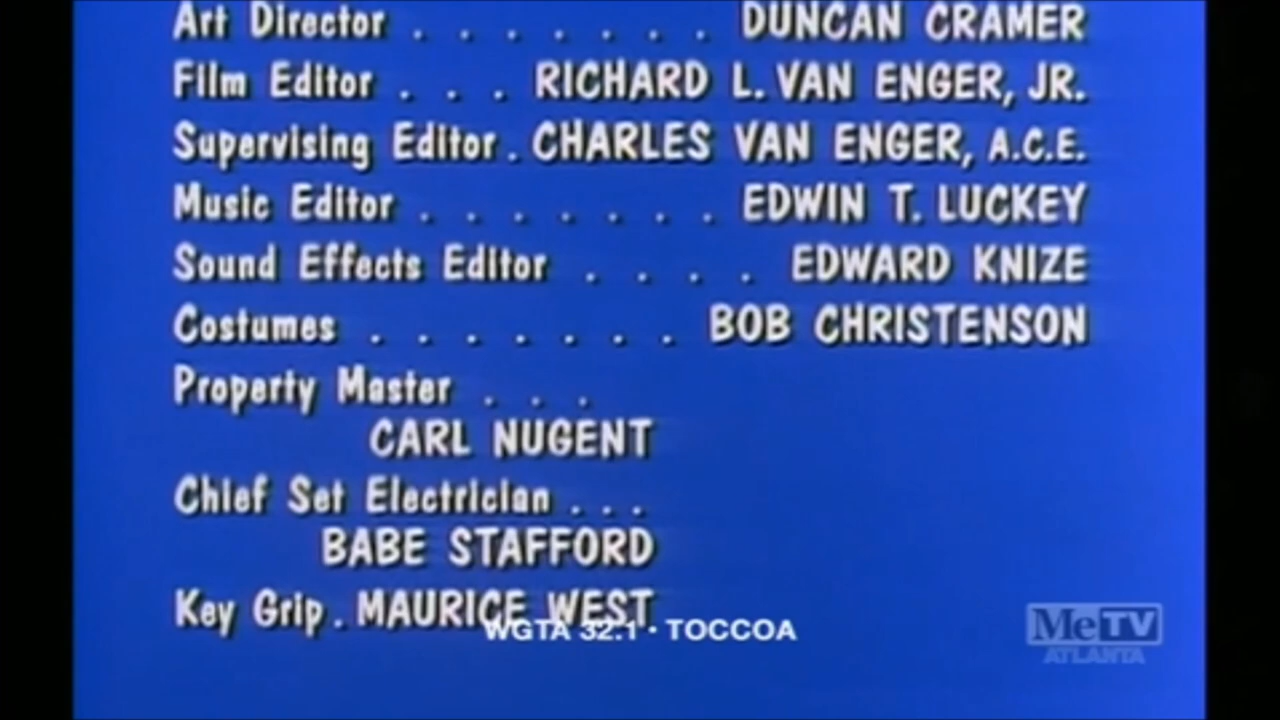 Art Director . . . . . . . DUNCAN CRAMER
Film Editor . . . RICHARD L. VAN ENGER, JR.
Supervising Editor . CHARLES VAN ENGER, A.C.E.
Music Editor . . . . . . . EDWIN T. LUCKEY
Sound Effects Editor . . . . EDWARD KNIZE
Costumes . . . . . . . BOB CHRISTENSON
Property Master . . .
CARL NUGENT
Chief Set Electrician . . .
BABE STAFFORD
Key Grip . MAURICE WEST
WGTA 32.1 • TOCCOA
MeTV
ATLANTA